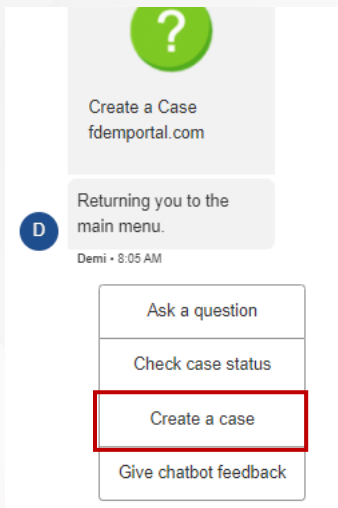 ?
Create a Case
fdemportal.com
Returning you to the
main menu.
D
Demi • 8:05 AM
Ask a question
Check case status
Create a case
Give chatbot feedback